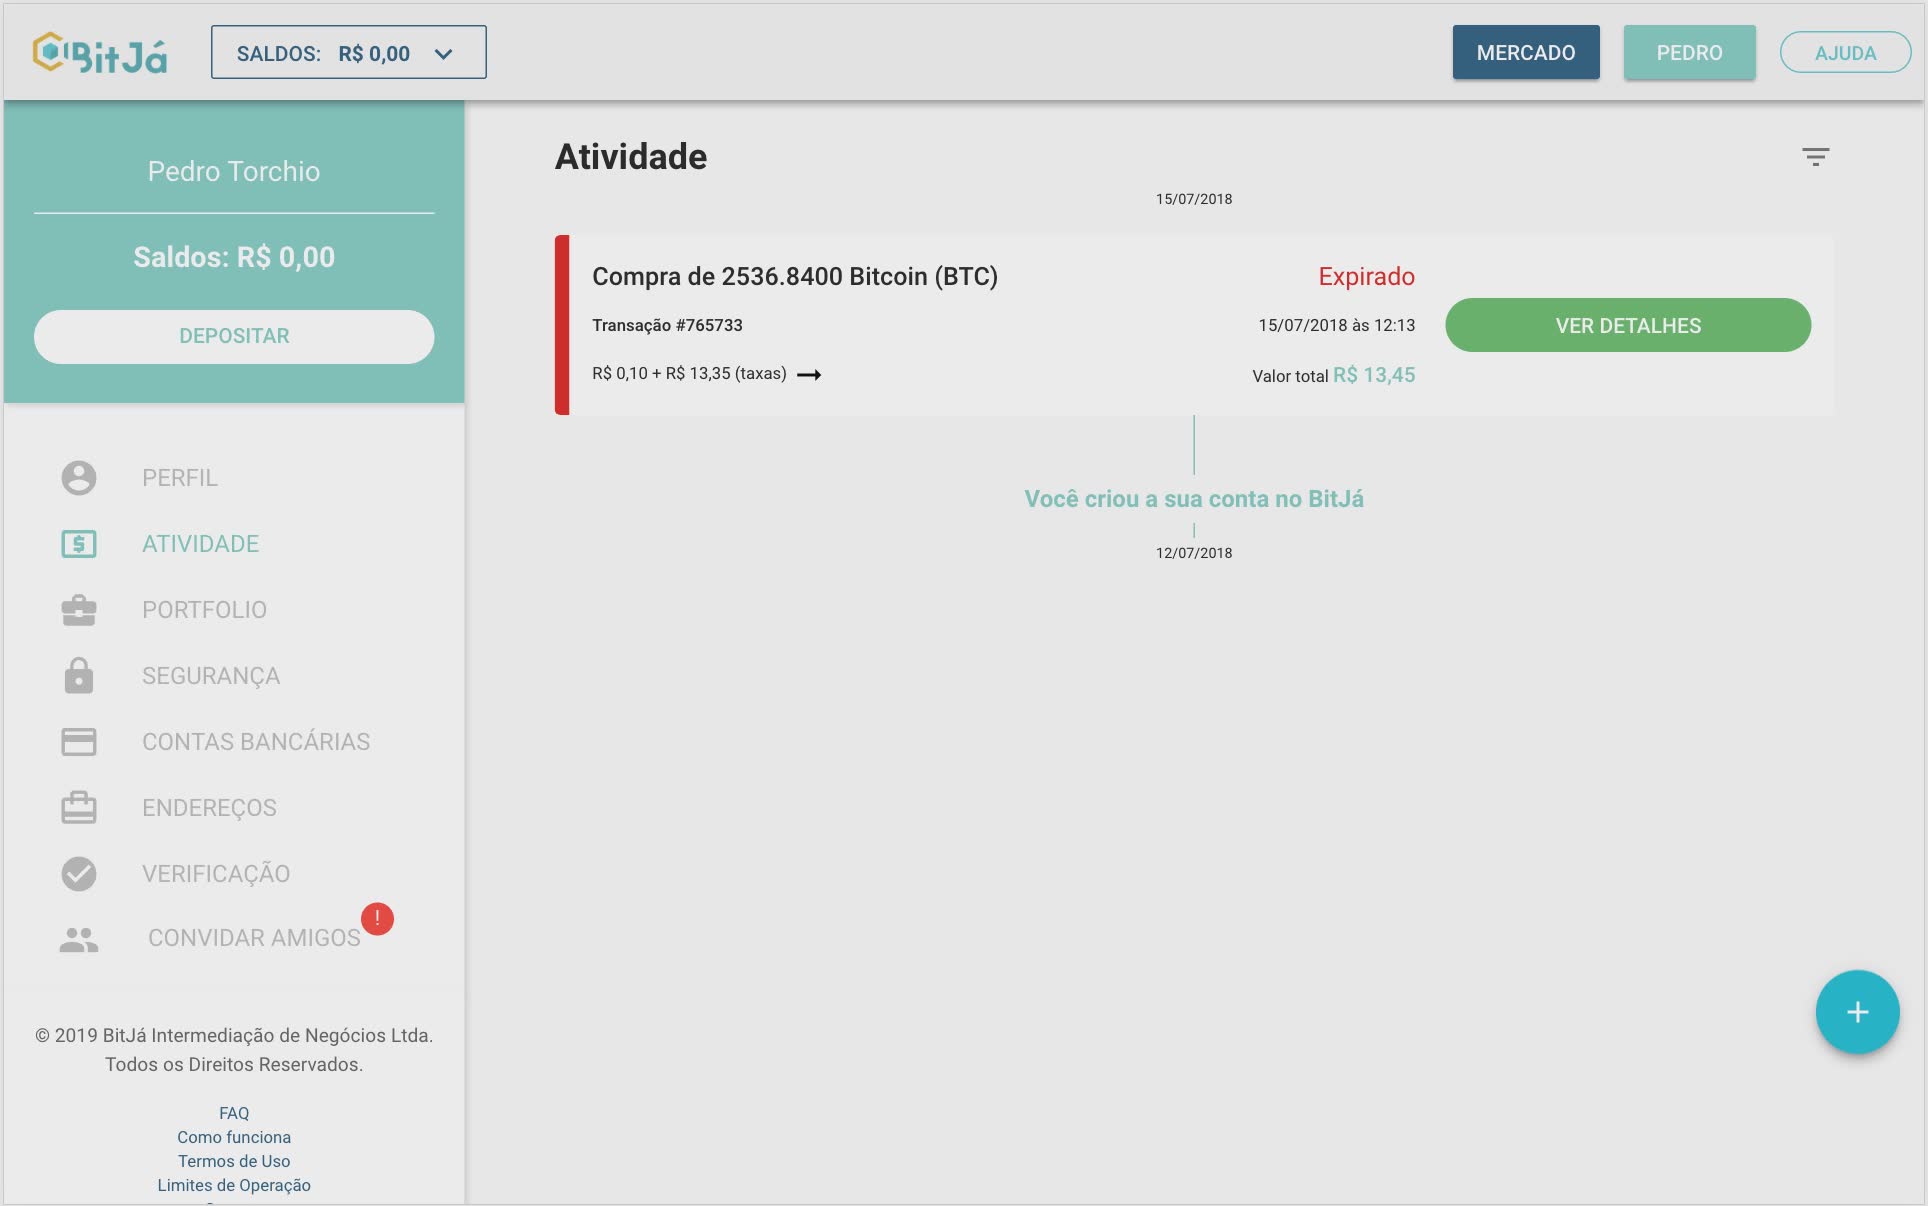 BitJá
SALDOS: R$ 0,00
MERCADO
PEDRO
AJUDA
Pedro Torchio
Saldos: R$ 0,00
DEPOSITAR
PERFIL
ATIVIDADE
PORTFOLIO
SEGURANÇA
CONTAS BANCÁRIAS
ENDEREÇOS
VERIFICAÇÃO
CONVIDAR AMIGOS !
© 2019 BitJá Intermediação de Negócios Ltda.
Todos os Direitos Reservados.
FAQ
Como funciona
Termos de Uso
Limites de Operação
Atividade
15/07/2018
Compra de 2536.8400 Bitcoin (BTC)
Expirado
Transação #765733
15/07/2018 às 12:13
VER DETALHES
R$ 0,10 + R$ 13,35 (taxas)
Valor total R$ 13,45
Você criou a sua conta no BitJá
12/07/2018